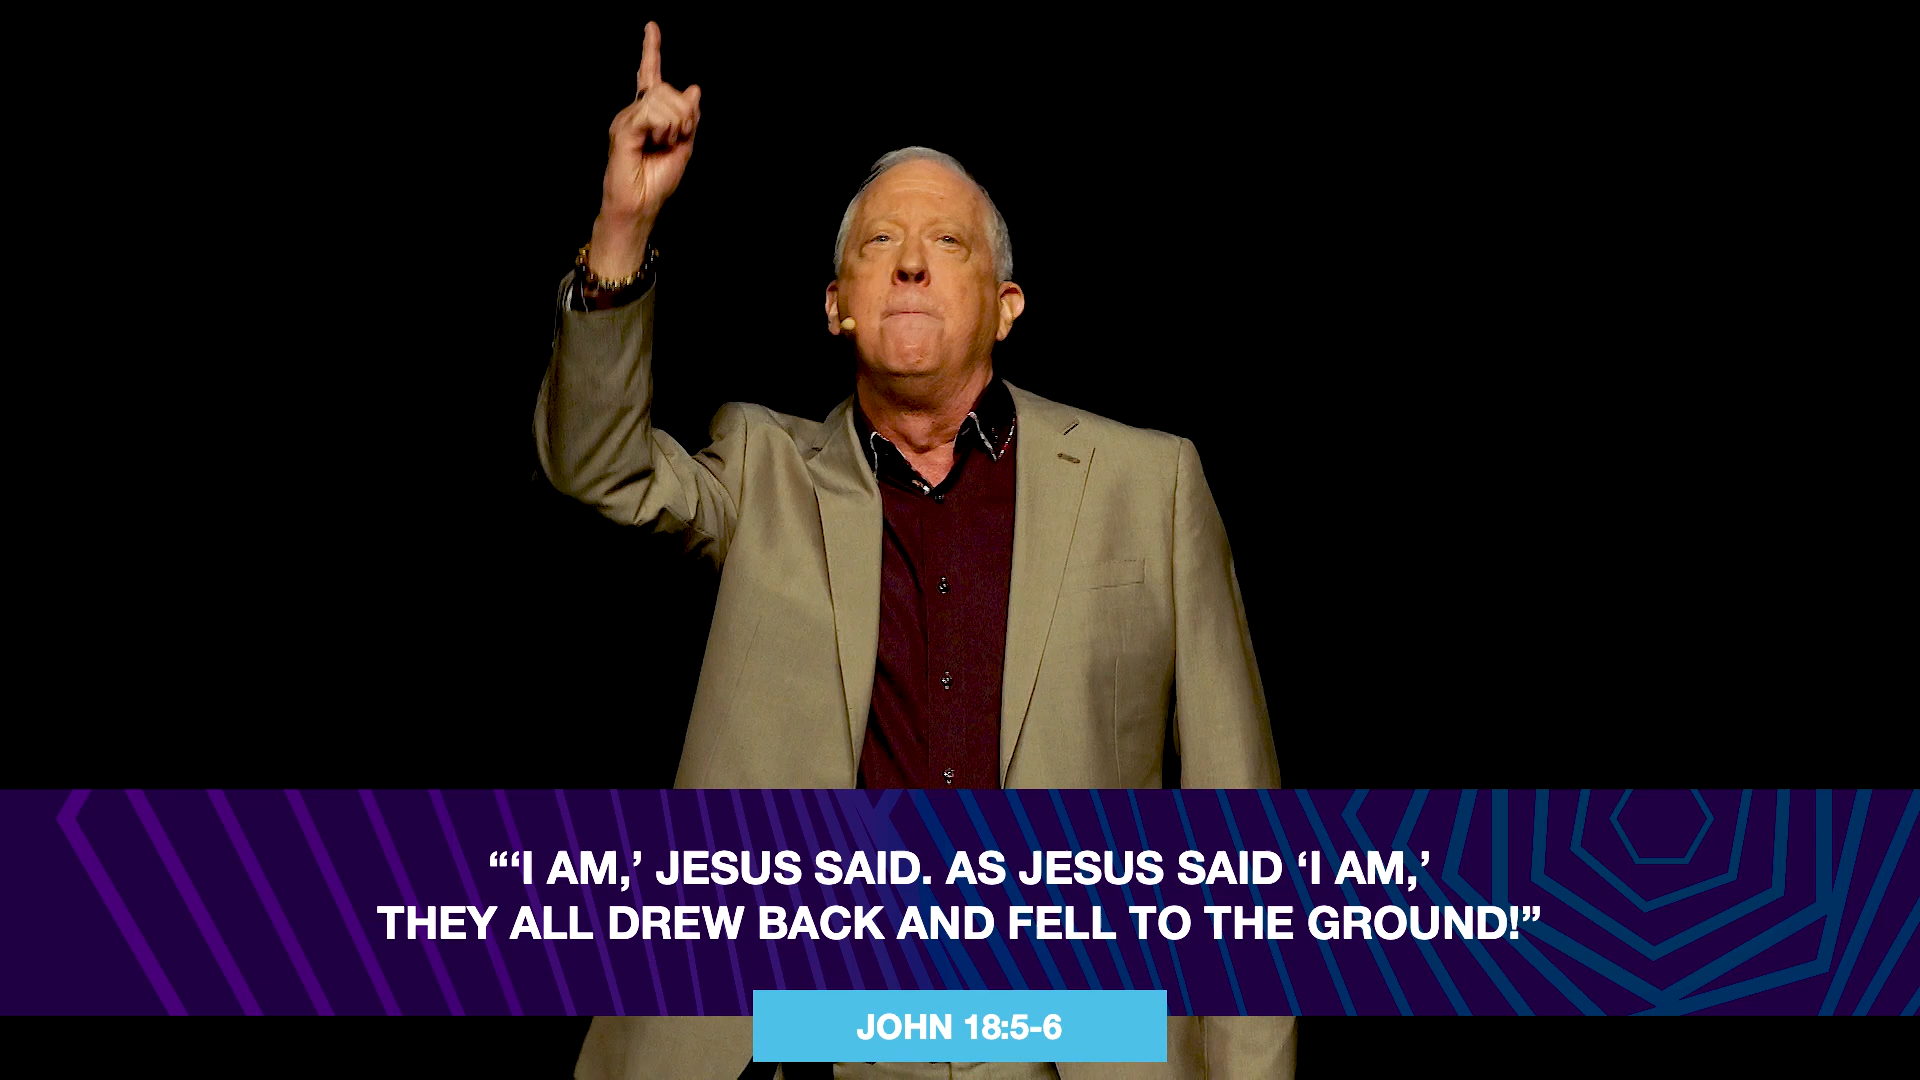 “‘I AM,’ JESUS SAID. AS JESUS SAID ‘I AM,’
THEY ALL DREW BACK AND FELL TO THE GROUND!”
JOHN 18:5-6